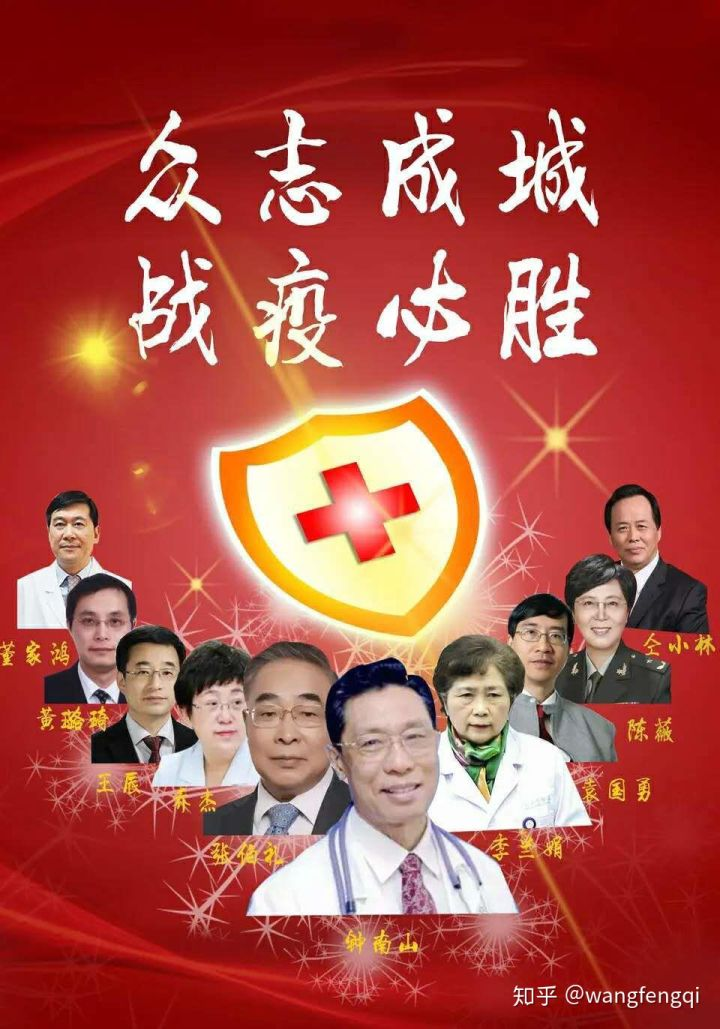 众志成城
战疫必胜
董家鸿
仝小林
黄璐琦
陈薇
王辰
袁国勇
乔杰
张伯礼
李兰娟
钟南山
知乎 @wangfengqi